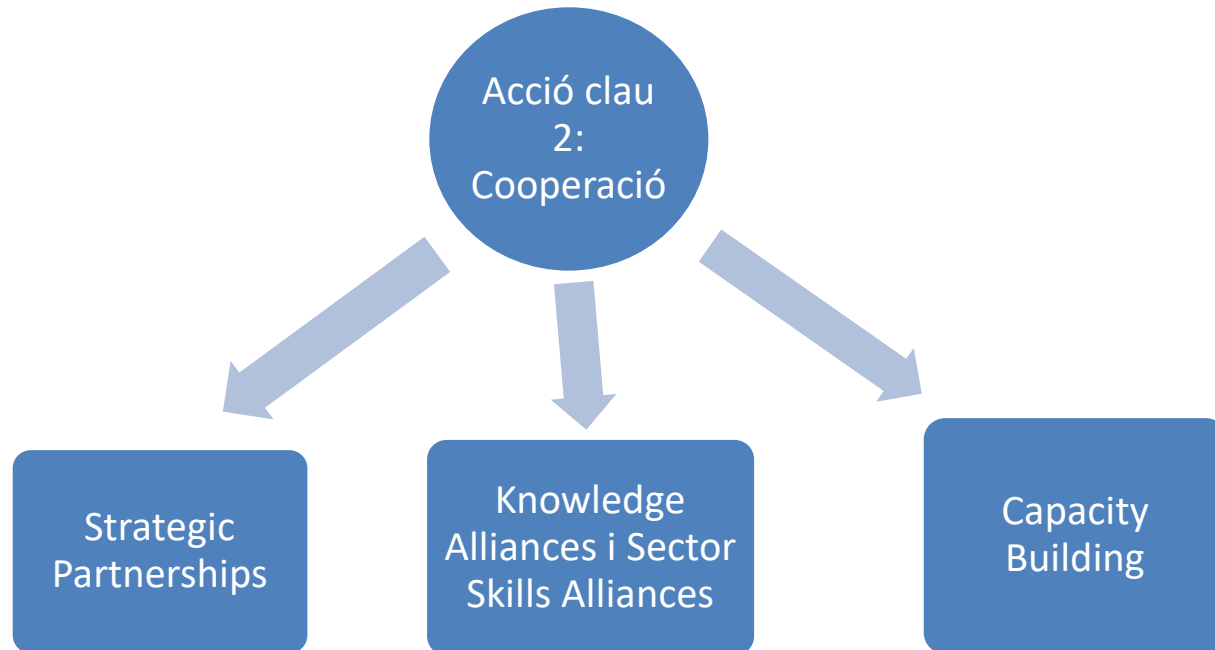 Acció clau
2:
Cooperació
Strategic
Partnerships
Knowledge
Alliances i Sector
Skills Alliances
Capacity
Building